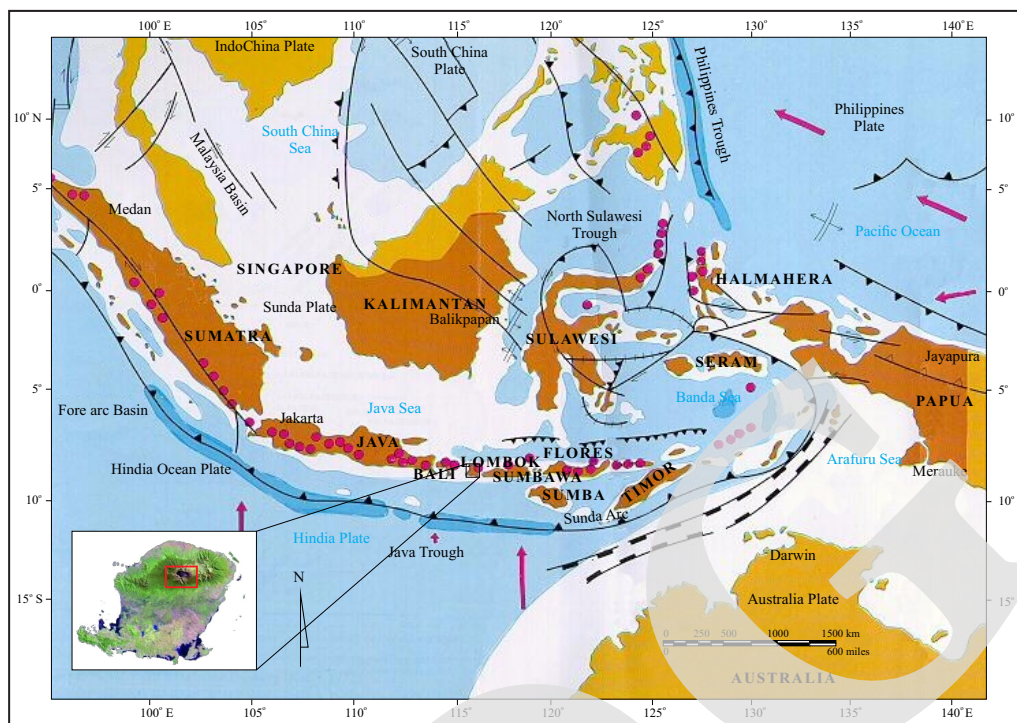 100° E 105° E 110° E 115° E 120° E 125° E 130° E 135° E 140° E
IndoChina Plate
South China
Plate
Philippines Trough
Philippines
Plate
10° N
10°
South China
Sea
Malaysia Basin
5°
5°
Medan
North Sulawesi
Trough
Pacific Ocean
SINGAPORE
HALMAHERA
0°
0°
Sunda Plate
KALIMANTAN
Balikpapan
SUMATRA
SULAWESI
SERAM
Jayapura
5°
5°
Fore arc Basin
Jakarta
Java Sea
Banda Sea
PAPUA
JAVA
FLORES
Hindia Ocean Plate
LOMBOK
BALI
SUMBAWA
TIMOR
Arafuru Sea
Merauke
SUMBA
10°
10°
Sunda Arc
Hindia Plate
Java Trough
Darwin
N
15° S
15°
Australia Plate
0 250 500 1000 1500 km
0 600 miles
AUSTRALIA
100° E 105° E 110° E 115° E 120° E 125° E 130° E 135° E 140° E